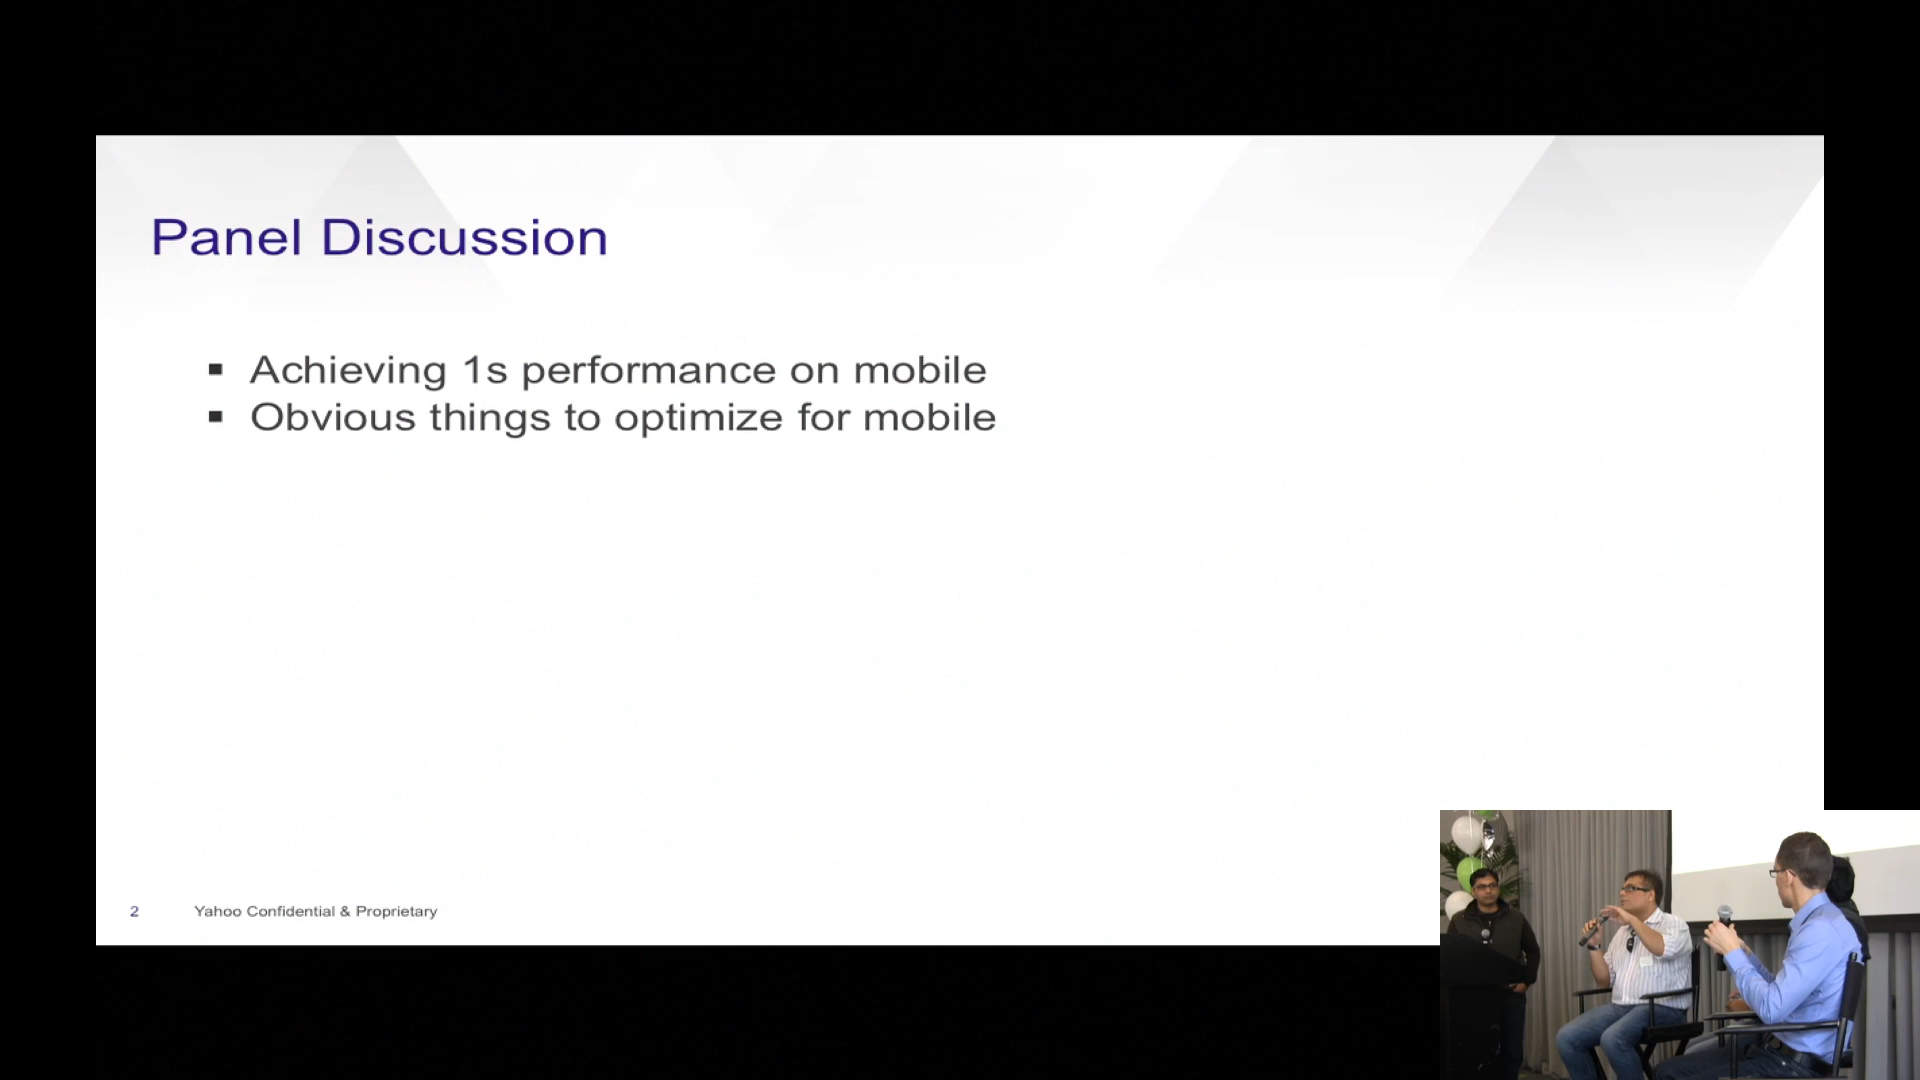 Panel Discussion
▪ Achieving 1s performance on mobile
▪ Obvious things to optimize for mobile
2 Yahoo Confidential & Proprietary